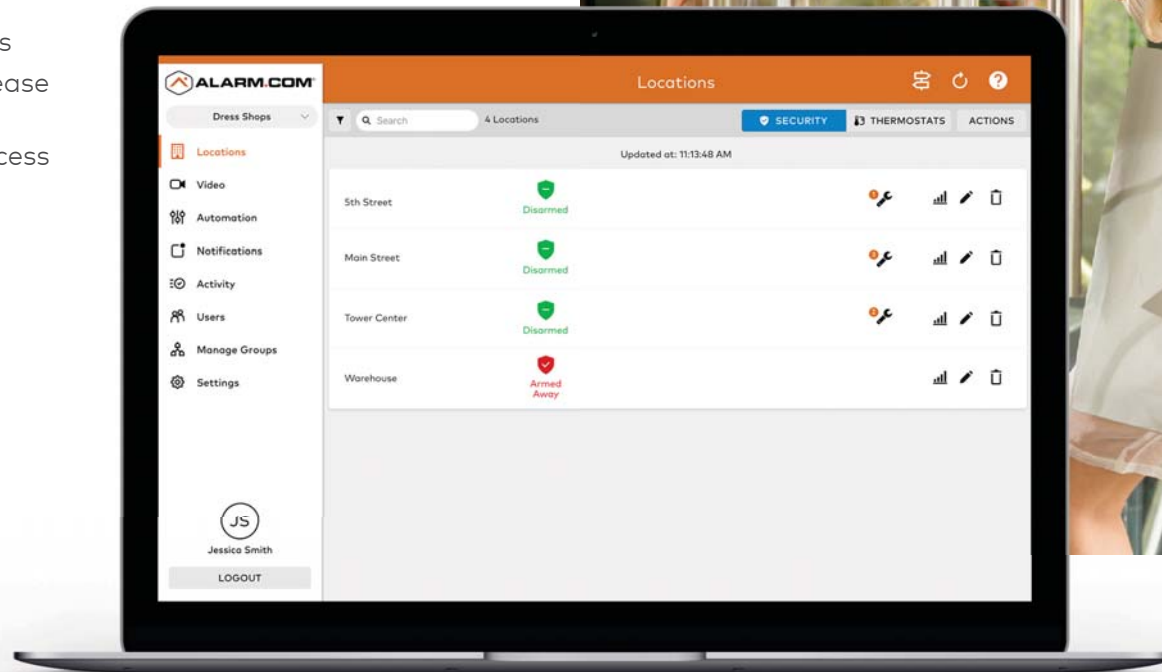 s
ease
cess
ALARM.COM
Locations
Dress Shops
Search
4 Locations
SECURITY
THERMOSTATS
ACTIONS
Updated at: 11:13:48 AM
Locations
Video
Automation
Notifications
Activity
Users
Manage Groups
Settings
5th Street
Disarmed
Main Street
Disarmed
Tower Center
Disarmed
Warehouse
Armed
Away
JS
Jessica Smith
LOGOUT